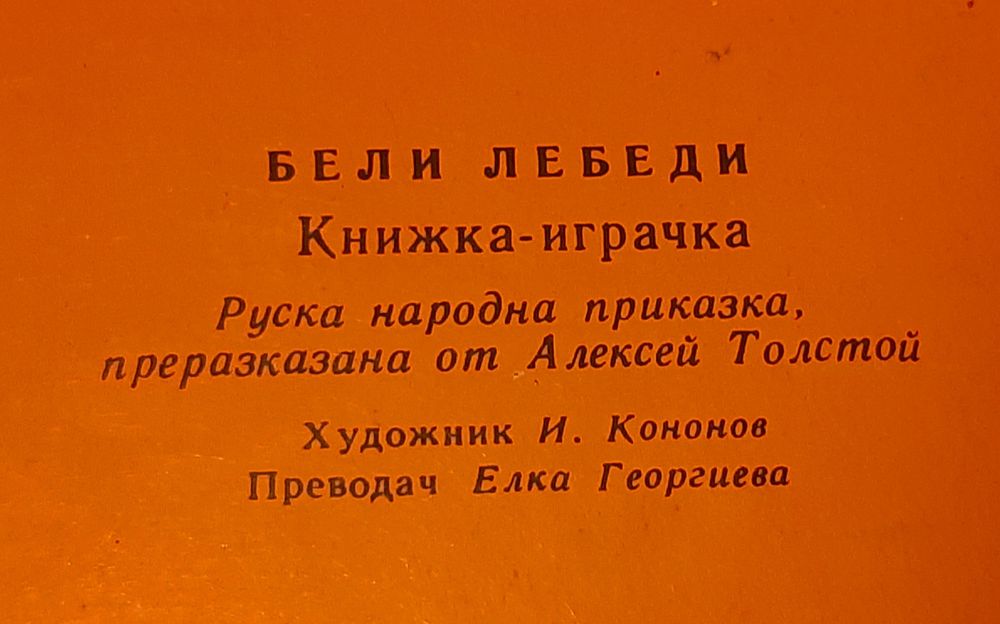 БЕЛИ ЛЕБЕДИ
Книжка-играчка
Руска народна приказка,
преразказана от Алексей Толстой
Художник И. Кононов
Преводач Елка Георгиева